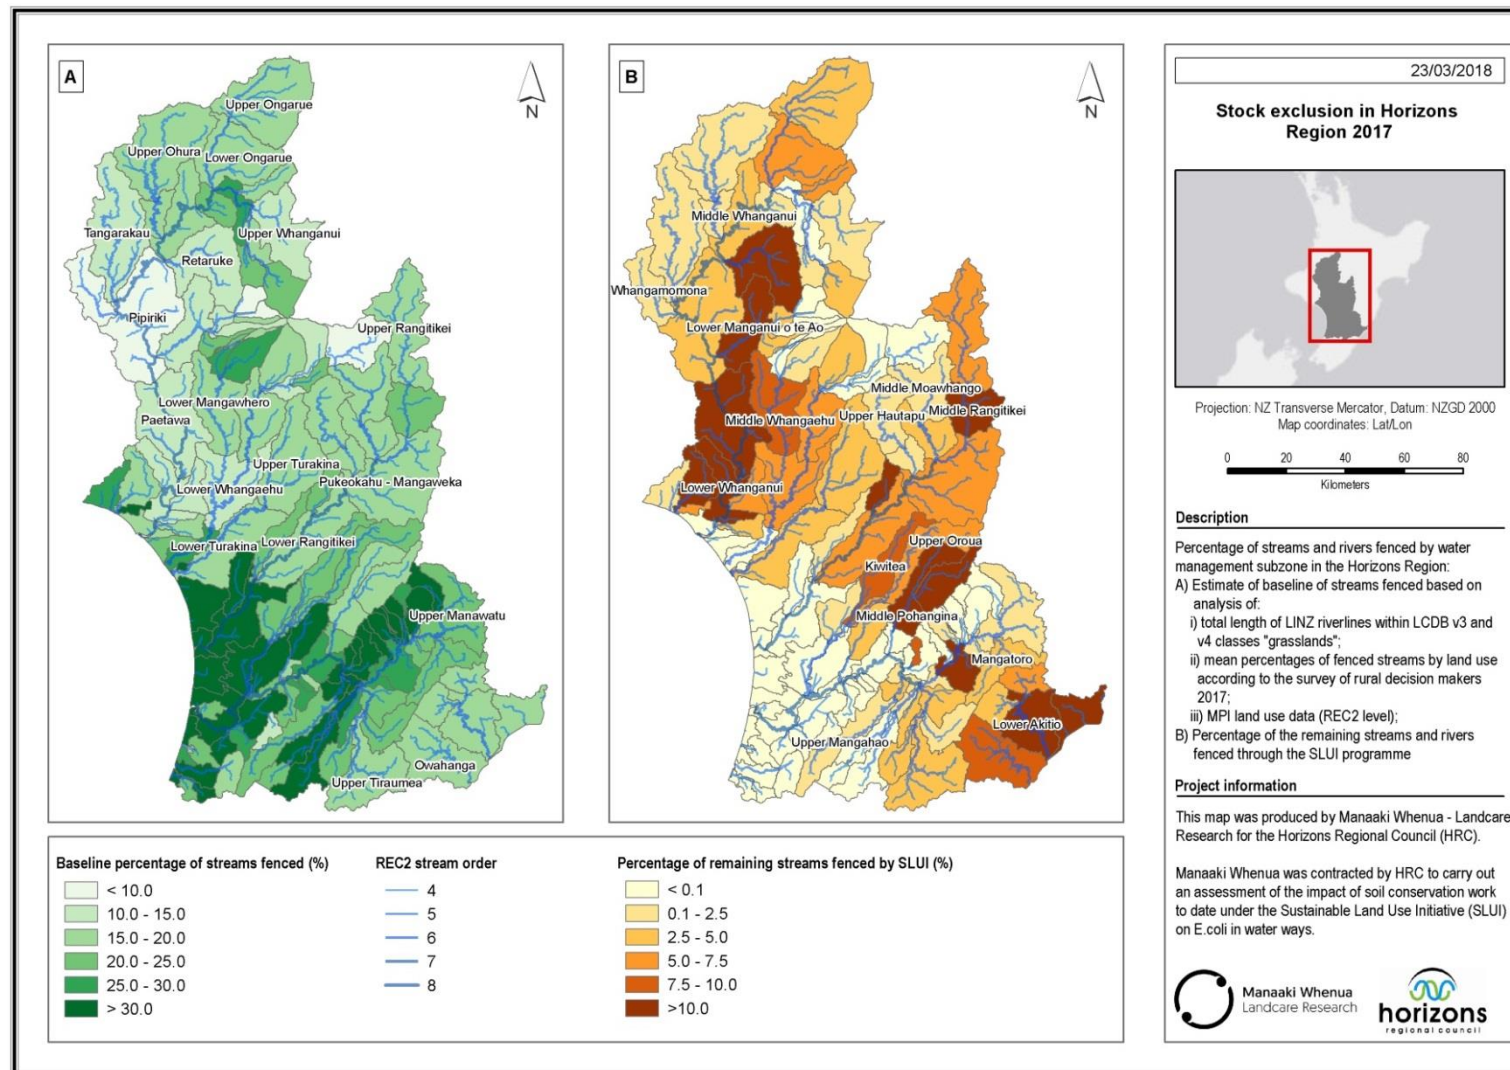 A
N
Upper Ongarue
Upper Ohura
Lower Ongarue
Tangarakau
Upper Whanganui
Retaruke
Pipiriki
Upper Rangitikei
Lower Mangawhero
Paetawa
Upper Turakina
Lower Whangaehu
Pukeokahu - Mangaweka
Lower Turakina
Lower Rangitikei
Upper Manawatu
Owahanga
Upper Tiraumea
B
N
Middle Whanganui
Whangamomona
Lower Manganui o te Ao
Middle Moawhango
Middle Whangaehu
Upper Hautapu
Middle Rangitikei
Lower Whanganui
Upper Oroua
Kiwitea
Middle Pohangina
Mangatoro
Lower Akitio
Upper Mangahao
Baseline percentage of streams fenced (%)
< 10.0
10.0 - 15.0
15.0 - 20.0
20.0 - 25.0
25.0 - 30.0
> 30.0
REC2 stream order
4
5
6
7
8
Percentage of remaining streams fenced by SLUI (%)
< 0.1
0.1 - 2.5
2.5 - 5.0
5.0 - 7.5
7.5 - 10.0
>10.0
23/03/2018
Stock exclusion in Horizons
Region 2017
Projection: NZ Transverse Mercator, Datum: NZGD 2000
Map coordinates: Lat/Lon
0 20 40 60 80
Kilometers
Description
Percentage of streams and rivers fenced by water
management subzone in the Horizons Region:
A) Estimate of baseline of streams fenced based on
analysis of:
i) total length of LINZ riverlines within LCDB v3 and
v4 classes "grasslands";
ii) mean percentages of fenced streams by land use
according to the survey of rural decision makers
2017;
iii) MPI land use data (REC2 level);
B) Percentage of the remaining streams and rivers
fenced through the SLUI programme
Project information
This map was produced by Manaaki Whenua - Landcare
Research for the Horizons Regional Council (HRC).
Manaaki Whenua was contracted by HRC to carry out
an assessment of the impact of soil conservation work
to date under the Sustainable Land Use Initiative (SLUI)
on E.coli in water ways.
Manaaki Whenua
Landcare Research
horizons
regional council